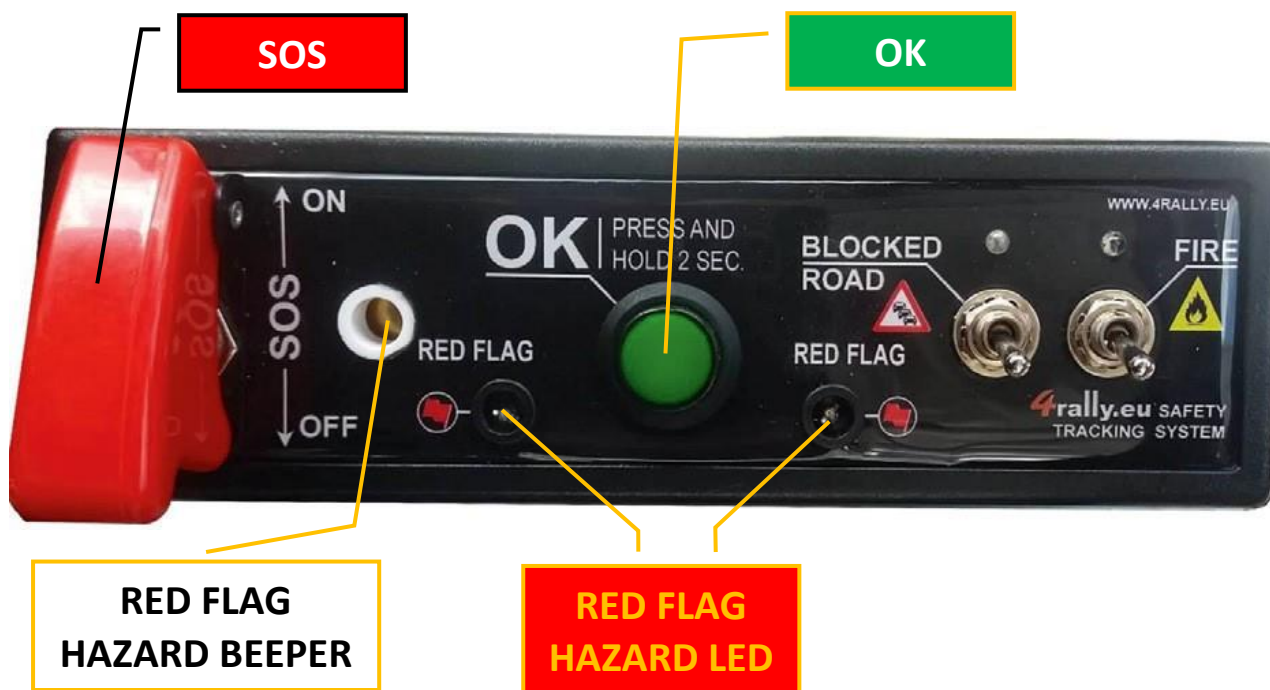 SOS
OK
ON
SOS
OFF
SOS
OK
PRESS AND
HOLD 2 SEC.
RED FLAG
RED FLAG
BLOCKED
ROAD
WWW.4RALLY.EU
FIRE
4rally.eu SAFETY
TRACKING SYSTEM
RED FLAG
HAZARD BEEPER
RED FLAG
HAZARD LED